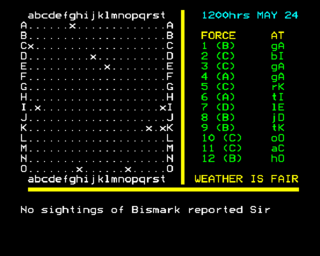 abcdefghijklmnopqrst
A......x.............A
B....................B
Cx...................C
D.........x..........D
E...........x........E
F....................F
G....................G
H....................H
I.x.................xI
J....................J
K.................x.xK
L....................L
M....................M
N....................N
O.......x......x.....O
abcdefghijklmnopqrst
1200hrs MAY 24
FORCE AT
1 (B) gA
2 (C) bI
3 (C) gA
4 (A) gA
5 (C) rK
6 (A) tI
7 (D) lE
8 (B) jD
9 (B) tK
10 (C) oO
11 (C) aC
12 (B) hO
WEATHER IS FAIR
No sightings of Bismark reported Sir